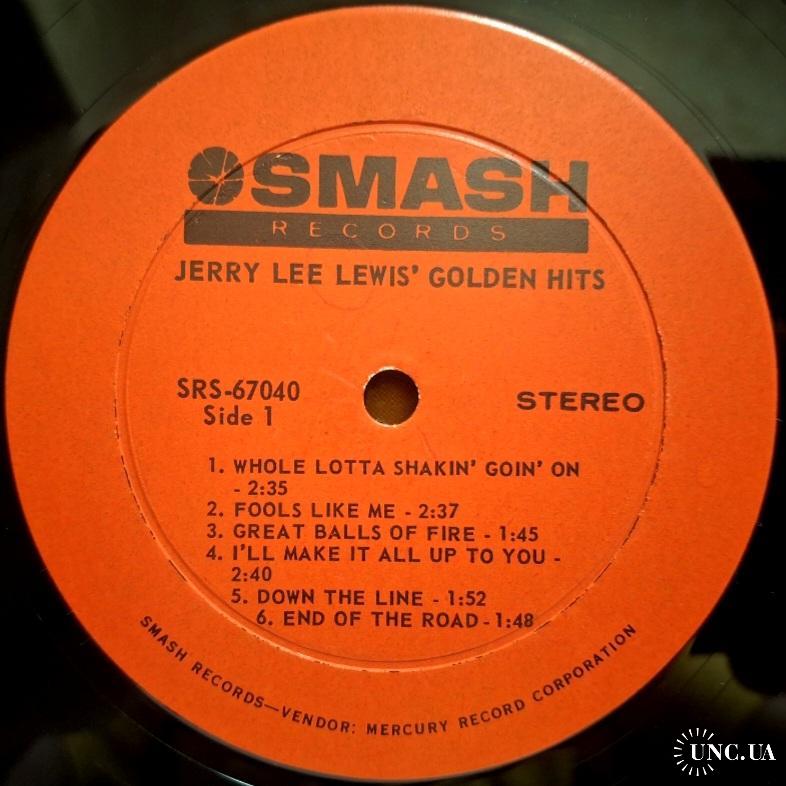 SMASH
RECORDS
JERRY LEE LEWIS' GOLDEN HITS
SRS-67040
Side 1
STEREO
1. WHOLE LOTTA SHAKIN' GOIN' ON
- 2:35
2. FOOLS LIKE ME - 2:37
3. GREAT BALLS OF FIRE - 1:45
4. I'LL MAKE IT ALL UP TO YOU -
2:40
5. DOWN THE LINE - 1:52
6. END OF THE ROAD - 1:48
SMASH RECORDS—VENDOR: MERCURY RECORD CORPORATION
UNC.UA